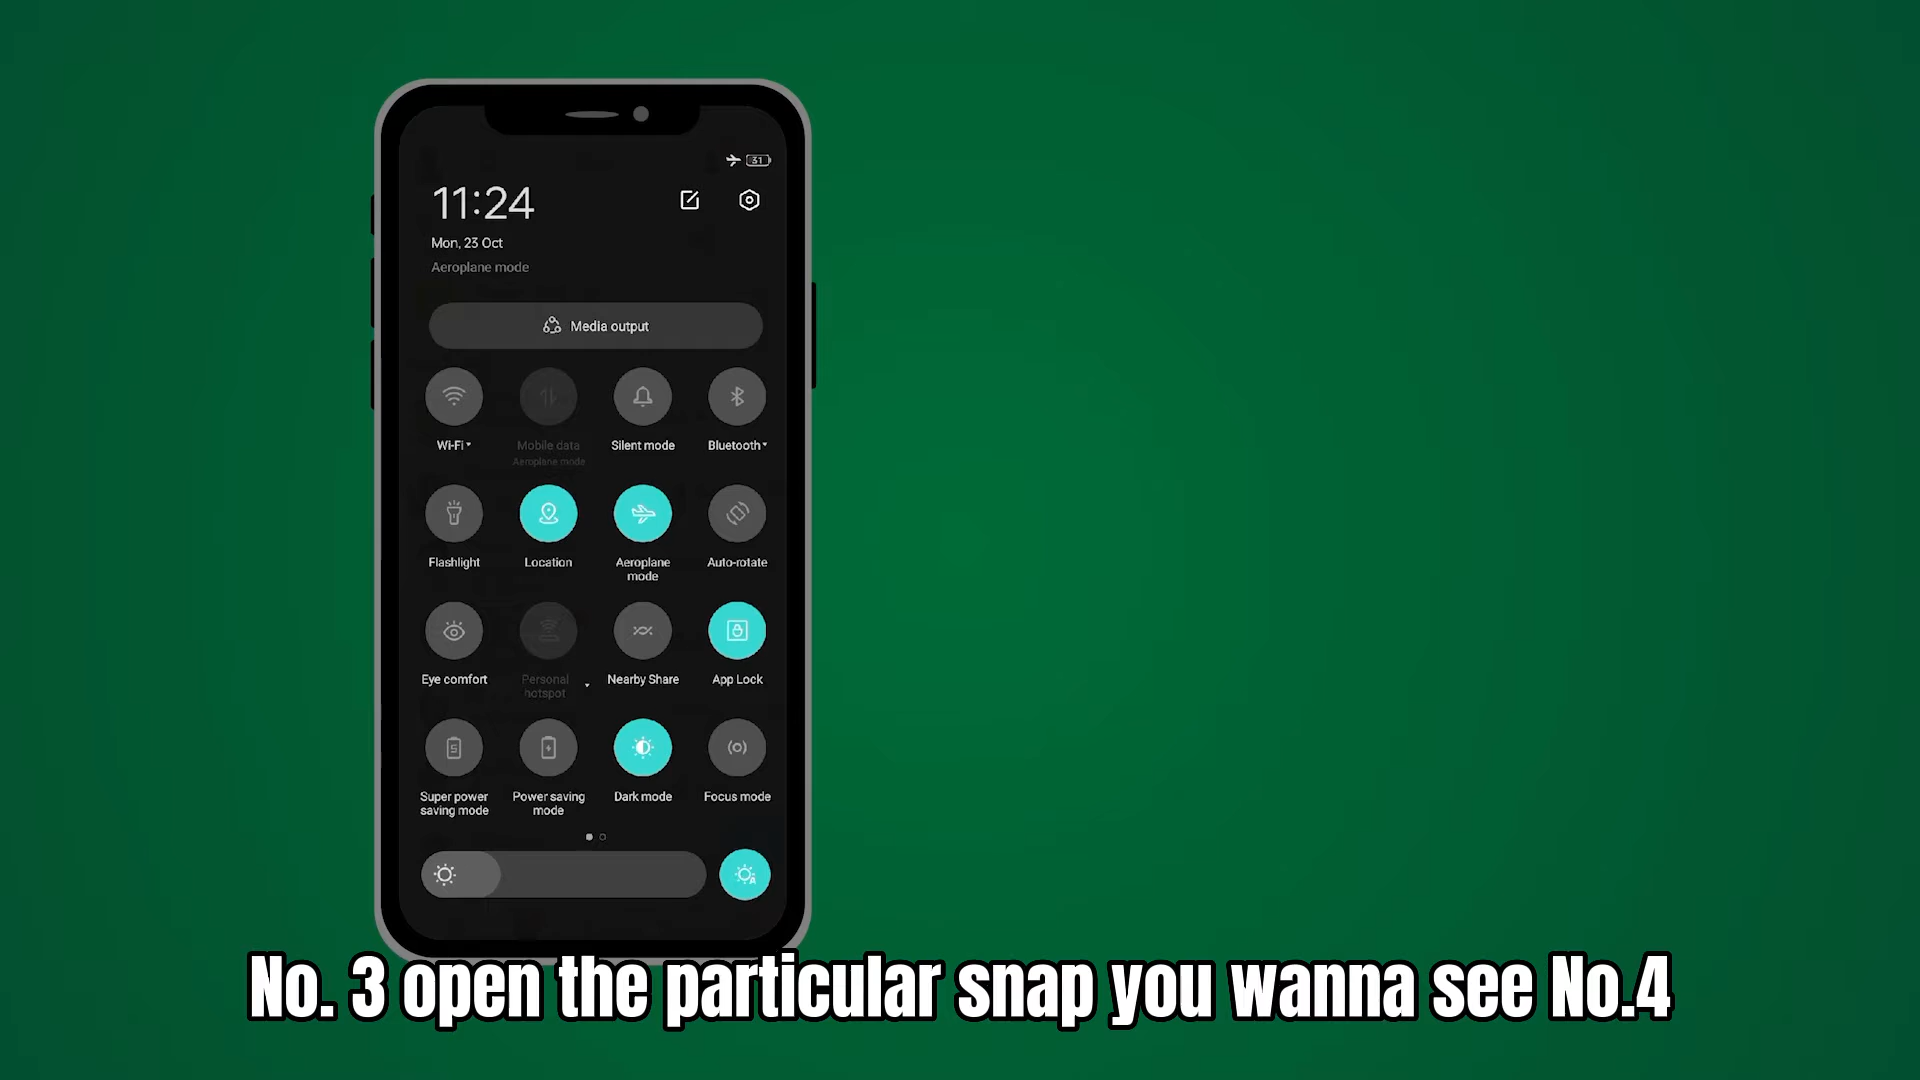 31
11:24
Mon, 23 Oct
Aeroplane mode
Media output
Wi-Fi
Mobile data
Aeroplane mode
Silent mode
Bluetooth
Flashlight
Location
Aeroplane
mode
Auto-rotate
Eye comfort
Personal
hotspot
Nearby Share
App Lock
Super power
saving mode
Power saving
mode
Dark mode
Focus mode
No. 3 open the particular snap you wanna see No.4